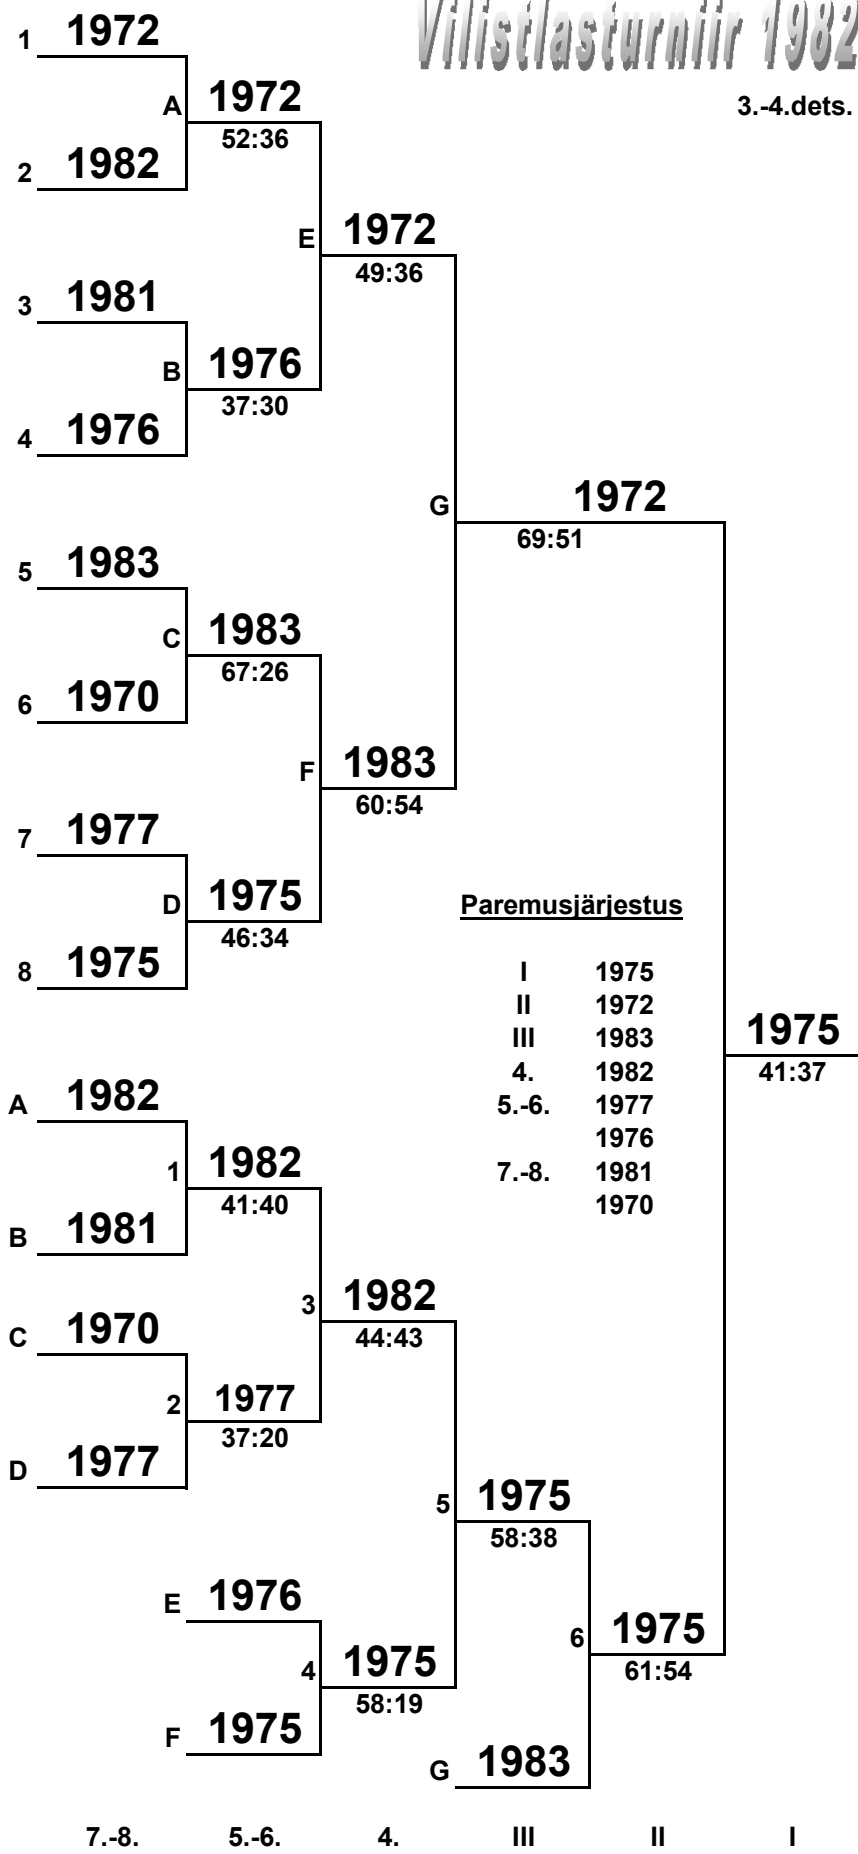 Vilistlasturniir 1982
3.-4.dets.
1 1972
A 1972
52:36
2 1982
E 1972
49:36
3 1981
B 1976
37:30
4 1976
G 1972
69:51
5 1983
C 1983
67:26
6 1970
F 1983
60:54
7 1977
D 1975
46:34
8 1975
Paremusjärjestus
I 1975
II 1972
III 1983
4. 1982
5.-6. 1977
1976
7.-8. 1981
1970
1975
41:37
A 1982
1 1982
41:40
B 1981
3 1982
44:43
C 1970
2 1977
37:20
D 1977
5 1975
58:38
E 1976
6 1975
61:54
4 1975
58:19
F 1975
G 1983
7.-8. 5.-6. 4. III II I